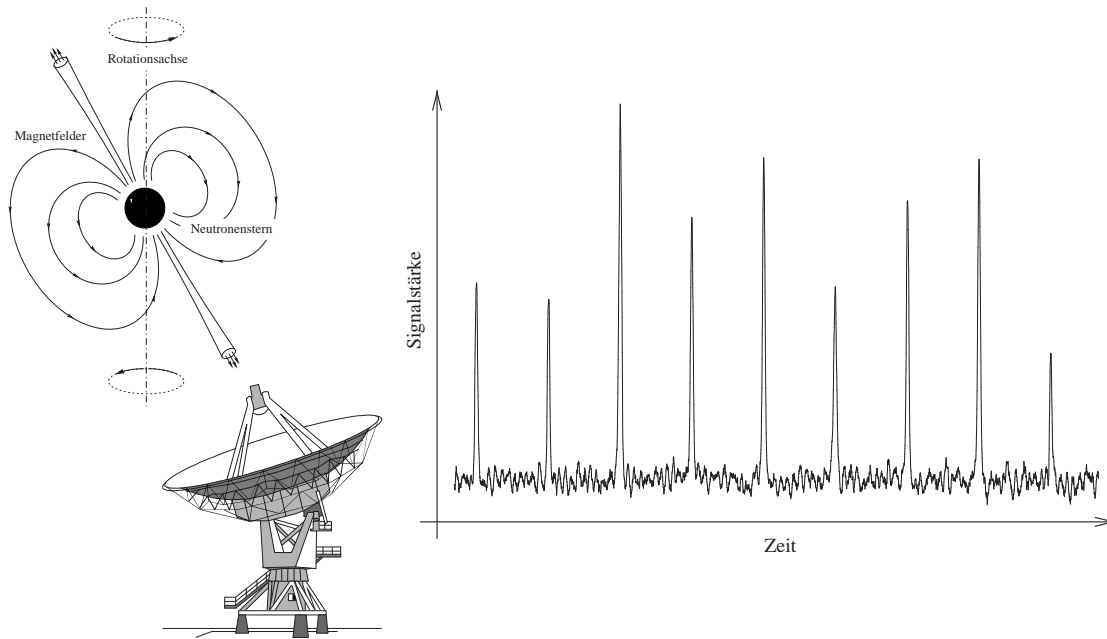 Rotationsachse
Magnetfelder
Neutronenstern
Signalstärke
Zeit